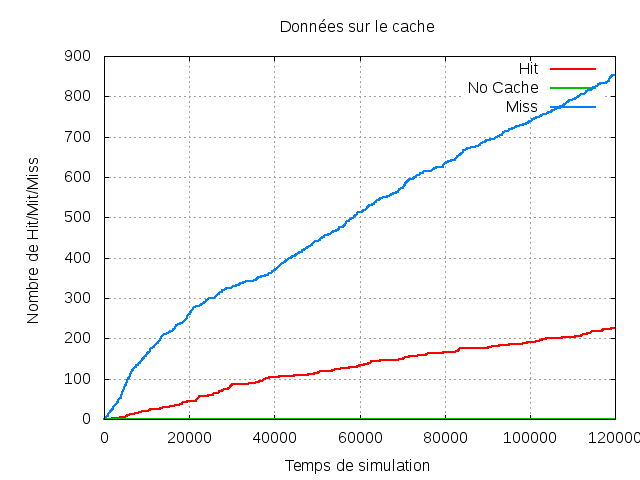 Données sur le cache
900
800
700
600
500
400
300
200
100
0
Nombre de Hit/Mit/Miss
Hit
No Cache
Miss
0 20000 40000 60000 80000 100000 120000
Temps de simulation